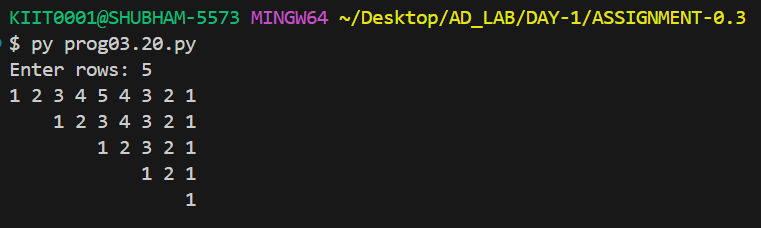 KIIT0001@SHUBHAM-5573 MINGW64 ~/Desktop/AD_LAB/DAY-1/ASSIGNMENT-0.3
$ py prog03.20.py
Enter rows: 5
1 2 3 4 5 4 3 2 1
    1 2 3 4 3 2 1
        1 2 3 2 1
            1 2 1
                1